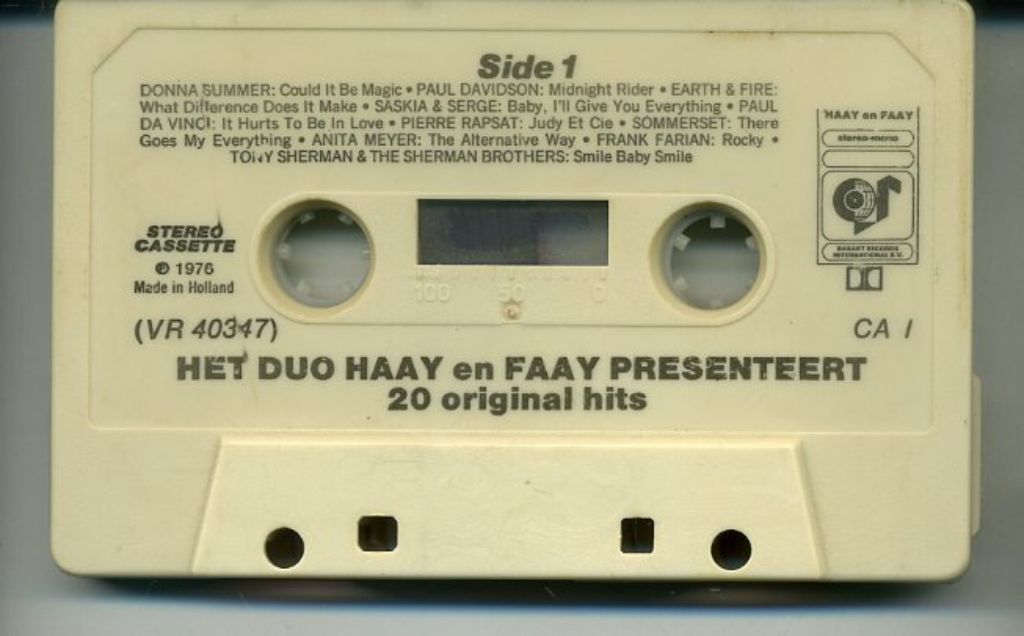 Side 1
DONNA SUMMER: Could It Be Magic • PAUL DAVIDSON: Midnight Rider • EARTH & FIRE:
What Difference Does It Make • SASKIA & SERGE: Baby, I'll Give You Everything • PAUL
DA VINCI: It Hurts To Be In Love • PIERRE RAPSAT: Judy Et Cie • SOMMERSET: There
Goes My Everything • ANITA MEYER: The Alternative Way • FRANK FARIAN: Rocky •
TONY SHERMAN & THE SHERMAN BROTHERS: Smile Baby Smile
HAAY en FAAY
stereo-mono
BASART RECORDS
INTERNATIONAL B.V.
STEREO
CASSETTE
℗ 1976
Made in Holland
100 50 0
(VR 40347)
CA 1
HET DUO HAAY en FAAY PRESENTEERT
20 original hits